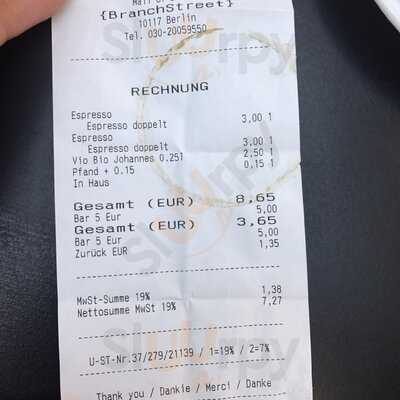 Mall of
{BranchStreet}
10117 Berlin
Tel. 030-20059550
RECHNUNG
Espresso
Espresso doppelt 3,00 1
Espresso
Espresso doppelt 3,00 1
Vio Bio Johannes 0.25l 2,50 1
Pfand + 0.15 0,15 1
In Haus
Gesamt (EUR) 8,65
Bar 5 Eur 5,00
Gesamt (EUR) 3,65
Bar 5 Eur 5,00
Zurück EUR 1,35
MwSt-Summe 19% 1,38
Nettosumme MwSt 19% 7,27
U-ST-Nr.37/279/21139 / 1=19% / 2=7%
Thank you / Dankie / Merci / Danke